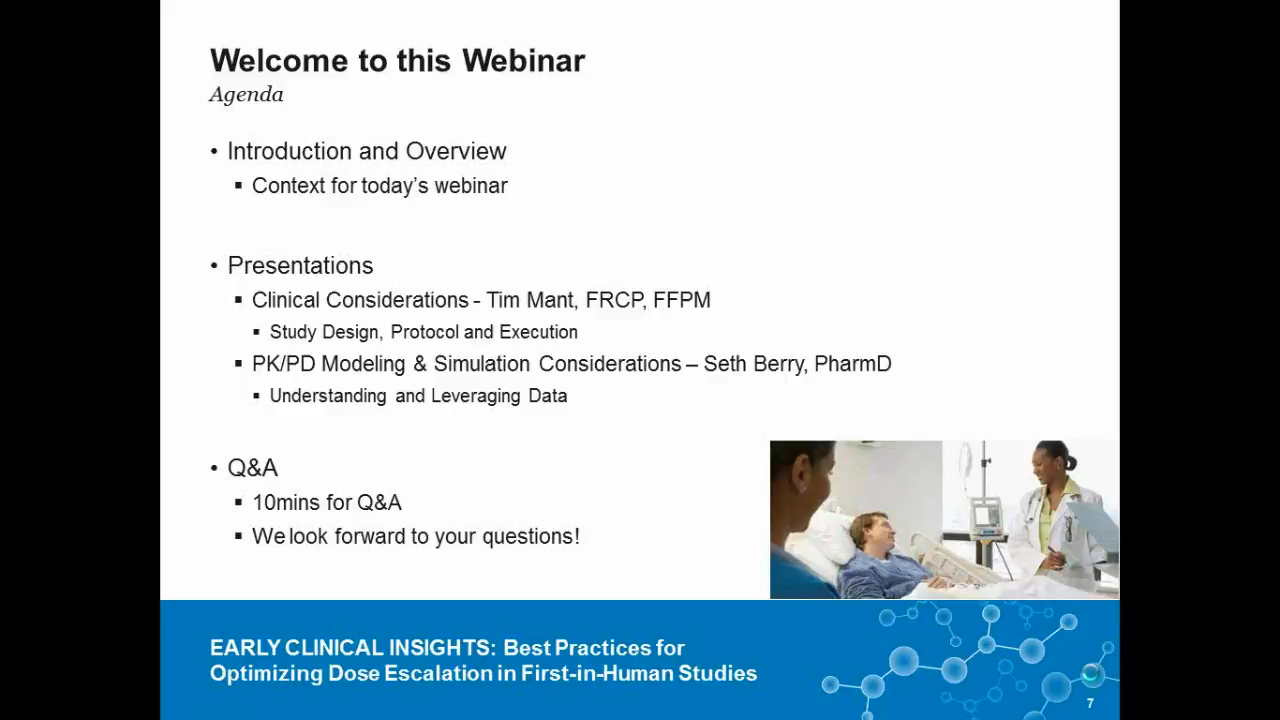 Welcome to this Webinar
Agenda
• Introduction and Overview
▪ Context for today's webinar
• Presentations
▪ Clinical Considerations - Tim Mant, FRCP, FFPM
▪ Study Design, Protocol and Execution
▪ PK/PD Modeling & Simulation Considerations – Seth Berry, PharmD
▪ Understanding and Leveraging Data
• Q&A
▪ 10mins for Q&A
▪ We look forward to your questions!
EARLY CLINICAL INSIGHTS: Best Practices for
Optimizing Dose Escalation in First-in-Human Studies
7